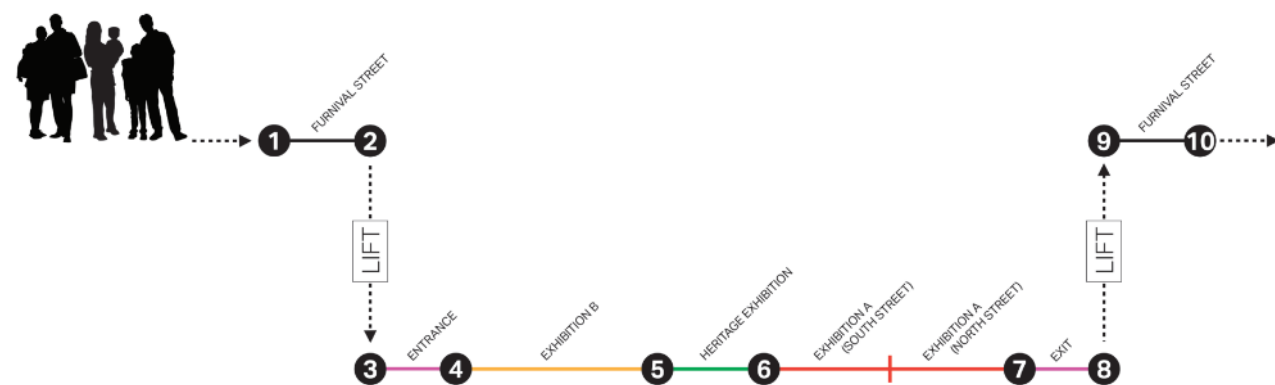 FURNIVAL STREET
1
2
LIFT
3
ENTRANCE
4
EXHIBITION B
5
HERITAGE EXHIBITION
6
EXHIBITION A
(SOUTH STREET)
EXHIBITION A
(NORTH STREET)
7
EXIT
8
LIFT
9
FURNIVAL STREET
10